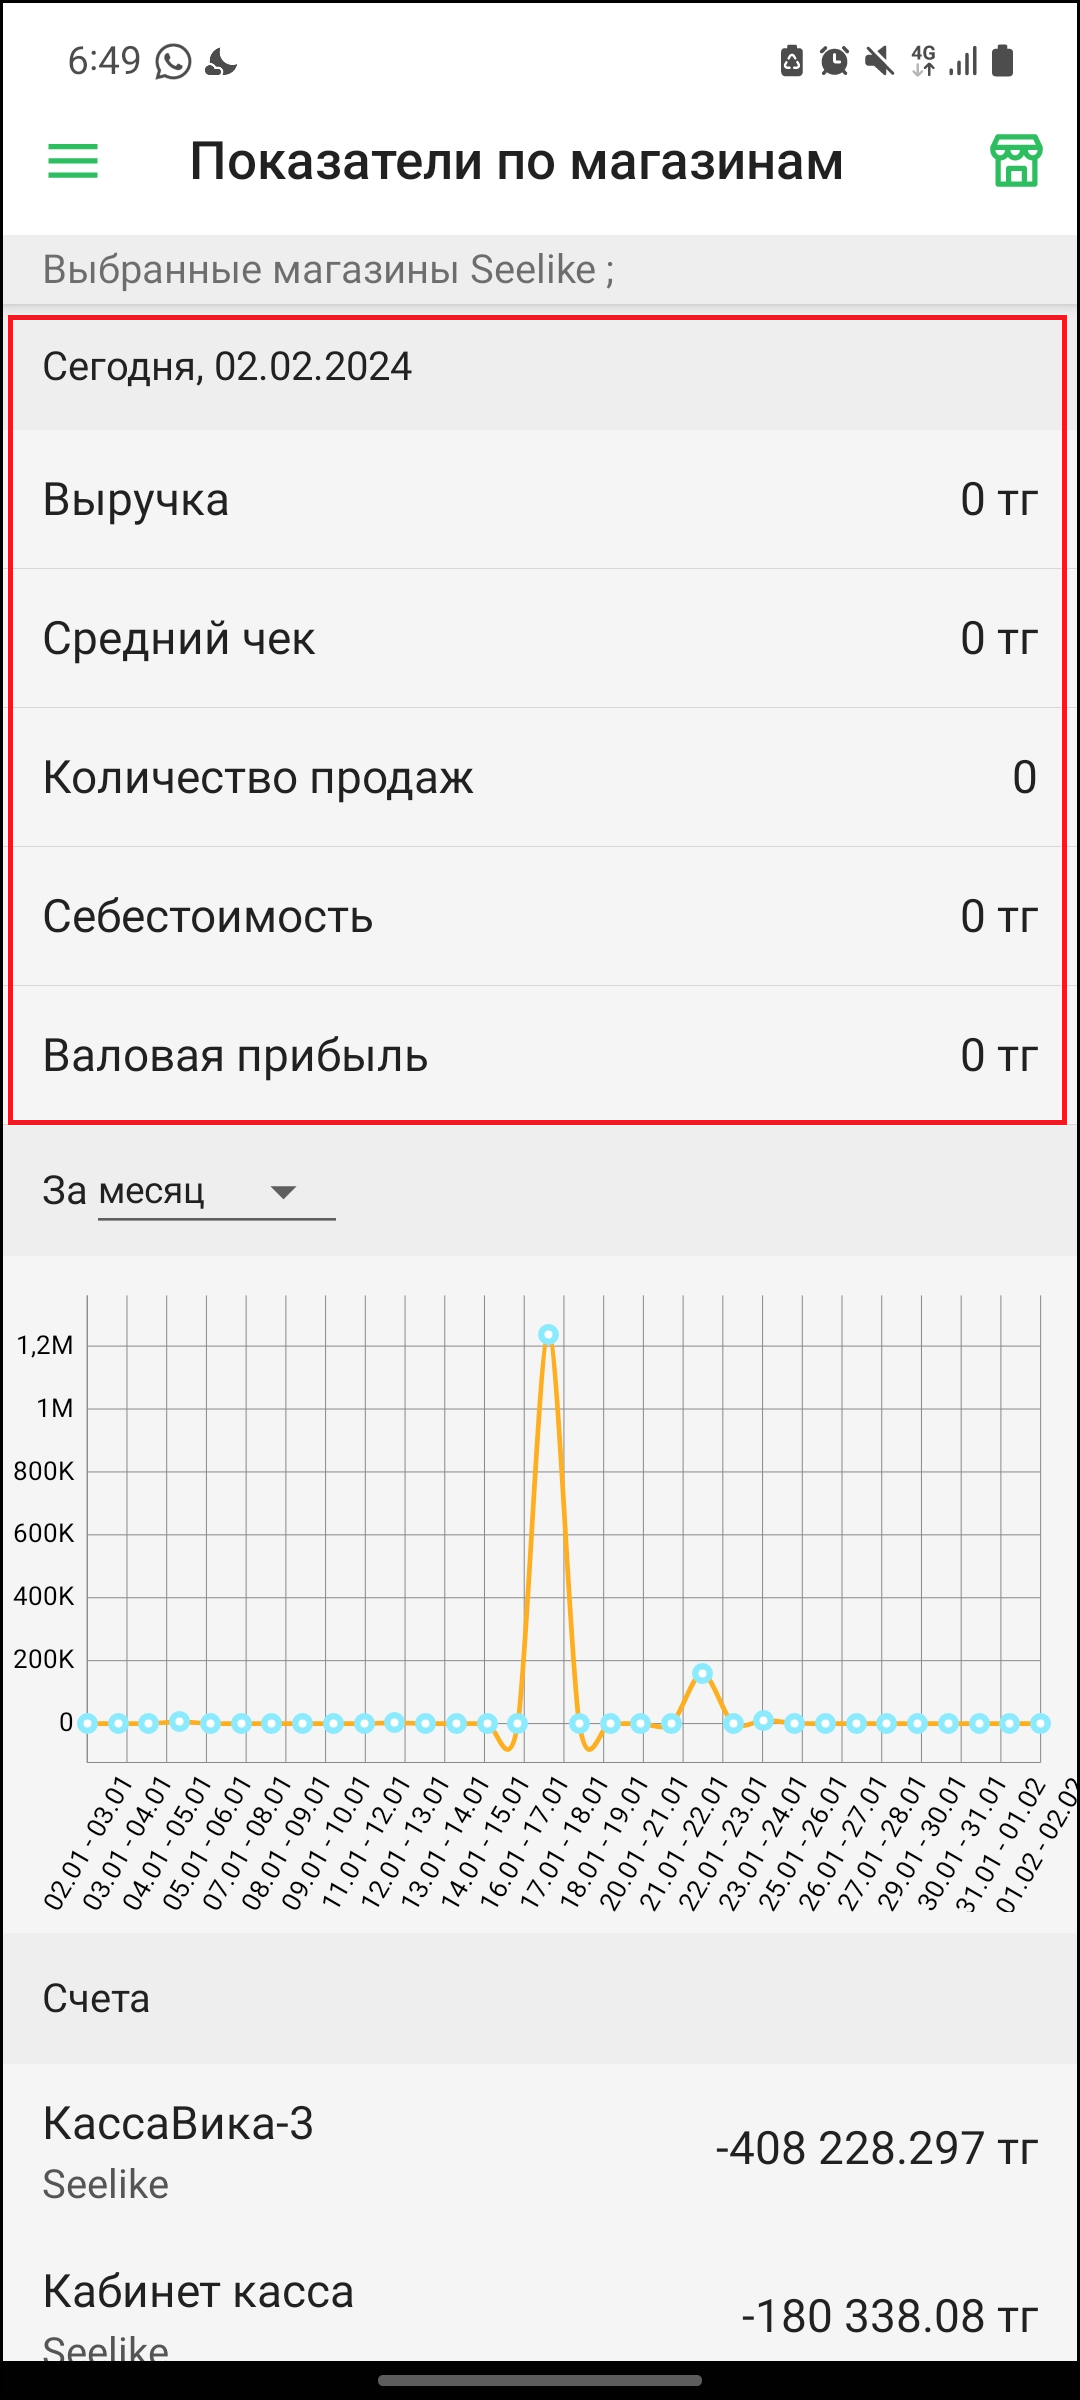 6:49
4G
Показатели по магазинам
Выбранные магазины Seelike ;
Сегодня, 02.02.2024
Выручка 0 тг
Средний чек 0 тг
Количество продаж 0
Себестоимость 0 тг
Валовая прибыль 0 тг
За месяц
1,2M
1M
800K
600K
400K
200K
0
02.01 - 03.01
03.01 - 04.01
04.01 - 05.01
05.01 - 06.01
07.01 - 08.01
08.01 - 09.01
09.01 - 10.01
11.01 - 12.01
12.01 - 13.01
13.01 - 14.01
14.01 - 15.01
16.01 - 17.01
17.01 - 18.01
18.01 - 19.01
20.01 - 21.01
21.01 - 22.01
22.01 - 23.01
23.01 - 24.01
25.01 - 26.01
26.01 - 27.01
27.01 - 28.01
29.01 - 30.01
30.01 - 31.01
31.01 - 01.02
01.02 - 02.02
Счета
КассаВика-3 -408 228.297 тг
Seelike
Кабинет касса -180 338.08 тг
Seelike